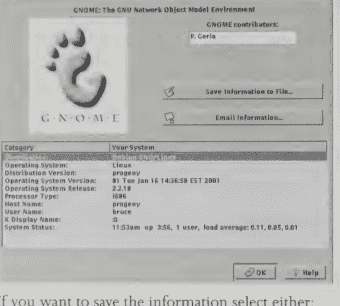 GNOME: The GNU Network Object Model Environment
GNOME contributors:
P. Gerla
Save Information to File...
Email Information...
G·N·O·M·E
Category Your System
Distribution: Debian GNU/Linux
Operating System: Linux
Distribution Version: progeny
Operating System Version: #1 Tue Jan 16 14:36:58 EST 2001
Operating System Release: 2.2.18
Processor Type: i686
Host Name: progeny
User Name: bruce
X Display Name: :0
System Status: 11:53am up 3:56, 1 user, load average: 0.11, 0.05, 0.01
OK Help
If you want to save the information select either: